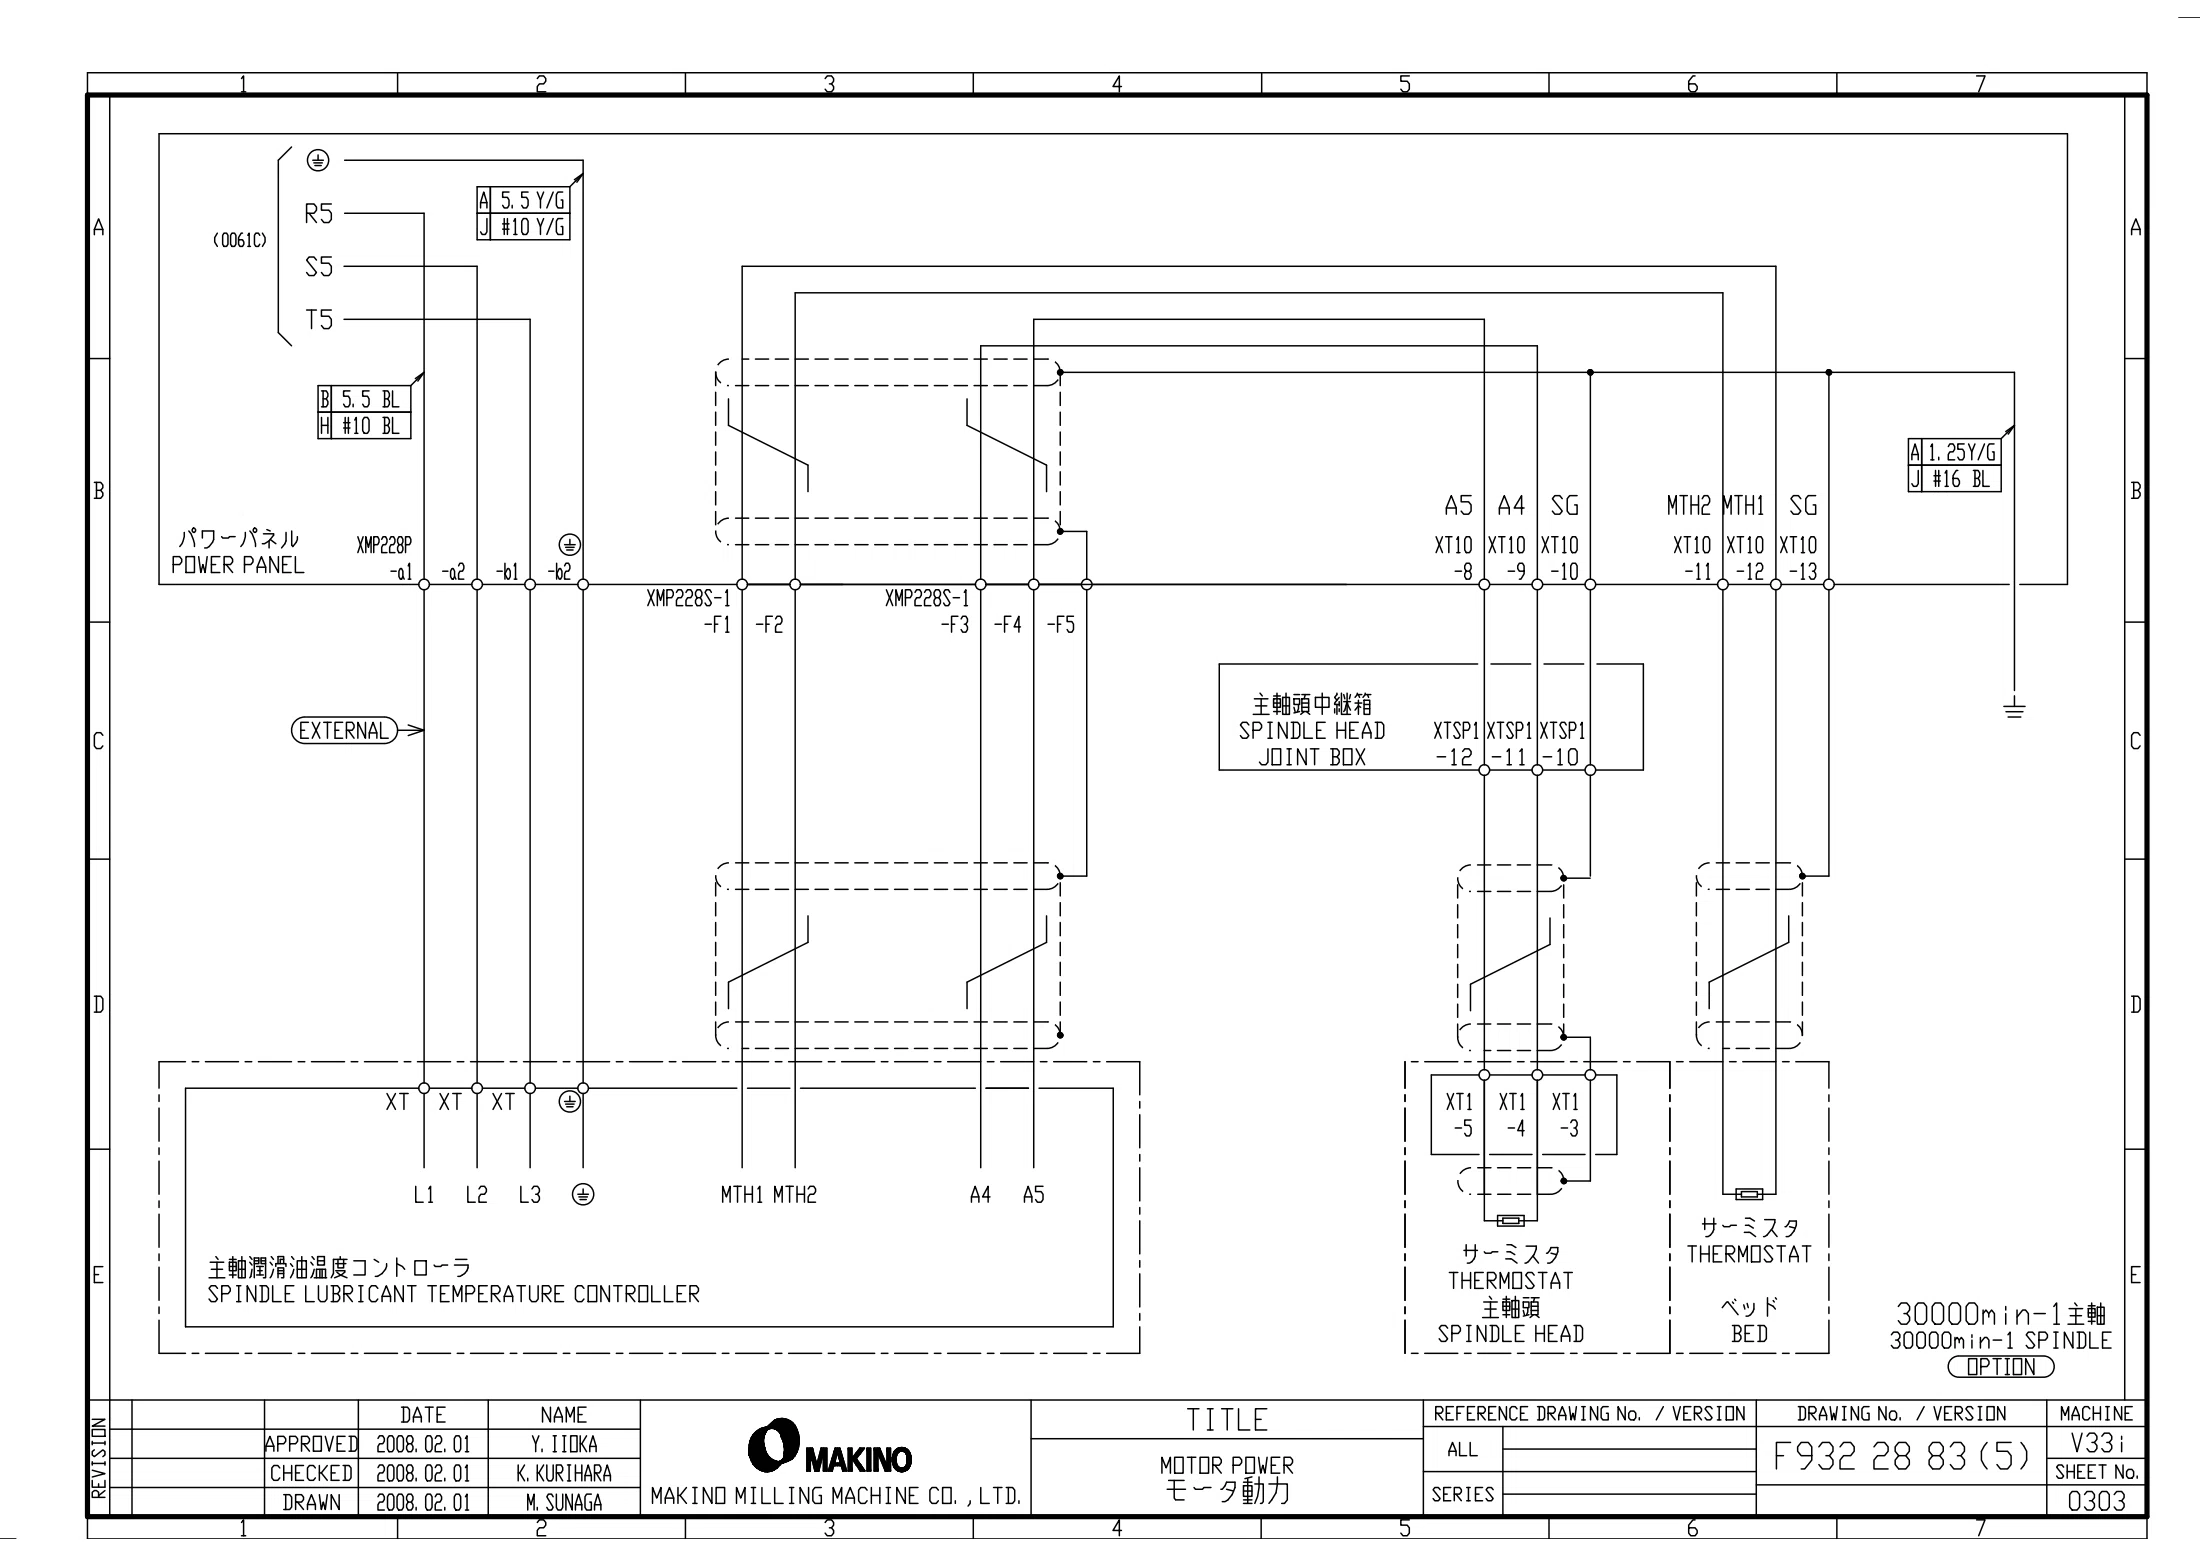 1 2 3 4 5 6 7
A A
R5
S5
T5
(0061C)
A 5.5 Y/G
J #10 Y/G
B 5.5 BL
H #10 BL
A 1.25Y/G
J #16 BL
B B
パワーパネル
POWER PANEL
XMP228P
-a1 -a2 -b1 -b2
A5 A4 SG MTH2 MTH1 SG
XT10 XT10 XT10 XT10 XT10 XT10
-8 -9 -10 -11 -12 -13
XMP228S-1 XMP228S-1
-F1 -F2 -F3 -F4 -F5
C C
EXTERNAL
主軸頭中継箱
SPINDLE HEAD
JOINT BOX
XTSP1 XTSP1 XTSP1
-12 -11 -10
D D
XT XT XT
XT1 XT1 XT1
-5 -4 -3
L1 L2 L3 MTH1 MTH2 A4 A5
E E
主軸潤滑油温度コントローラ
SPINDLE LUBRICANT TEMPERATURE CONTROLLER
サーミスタ
THERMOSTAT
主軸頭
SPINDLE HEAD
サーミスタ
THERMOSTAT
ベッド
BED
30000min-1主軸
30000min-1 SPINDLE
OPTION
REVISION
DATE NAME
APPROVED 2008.02.01 Y.IIOKA
CHECKED 2008.02.01 K.KURIHARA
DRAWN 2008.02.01 M.SUNAGA
MAKINO
MAKINO MILLING MACHINE CO.,LTD.
TITLE
MOTOR POWER
モータ動力
REFERENCE DRAWING No. / VERSION
ALL
SERIES
DRAWING No. / VERSION
F932 28 83(5)
MACHINE
V33i
SHEET No.
0303
1 2 3 4 5 6 7